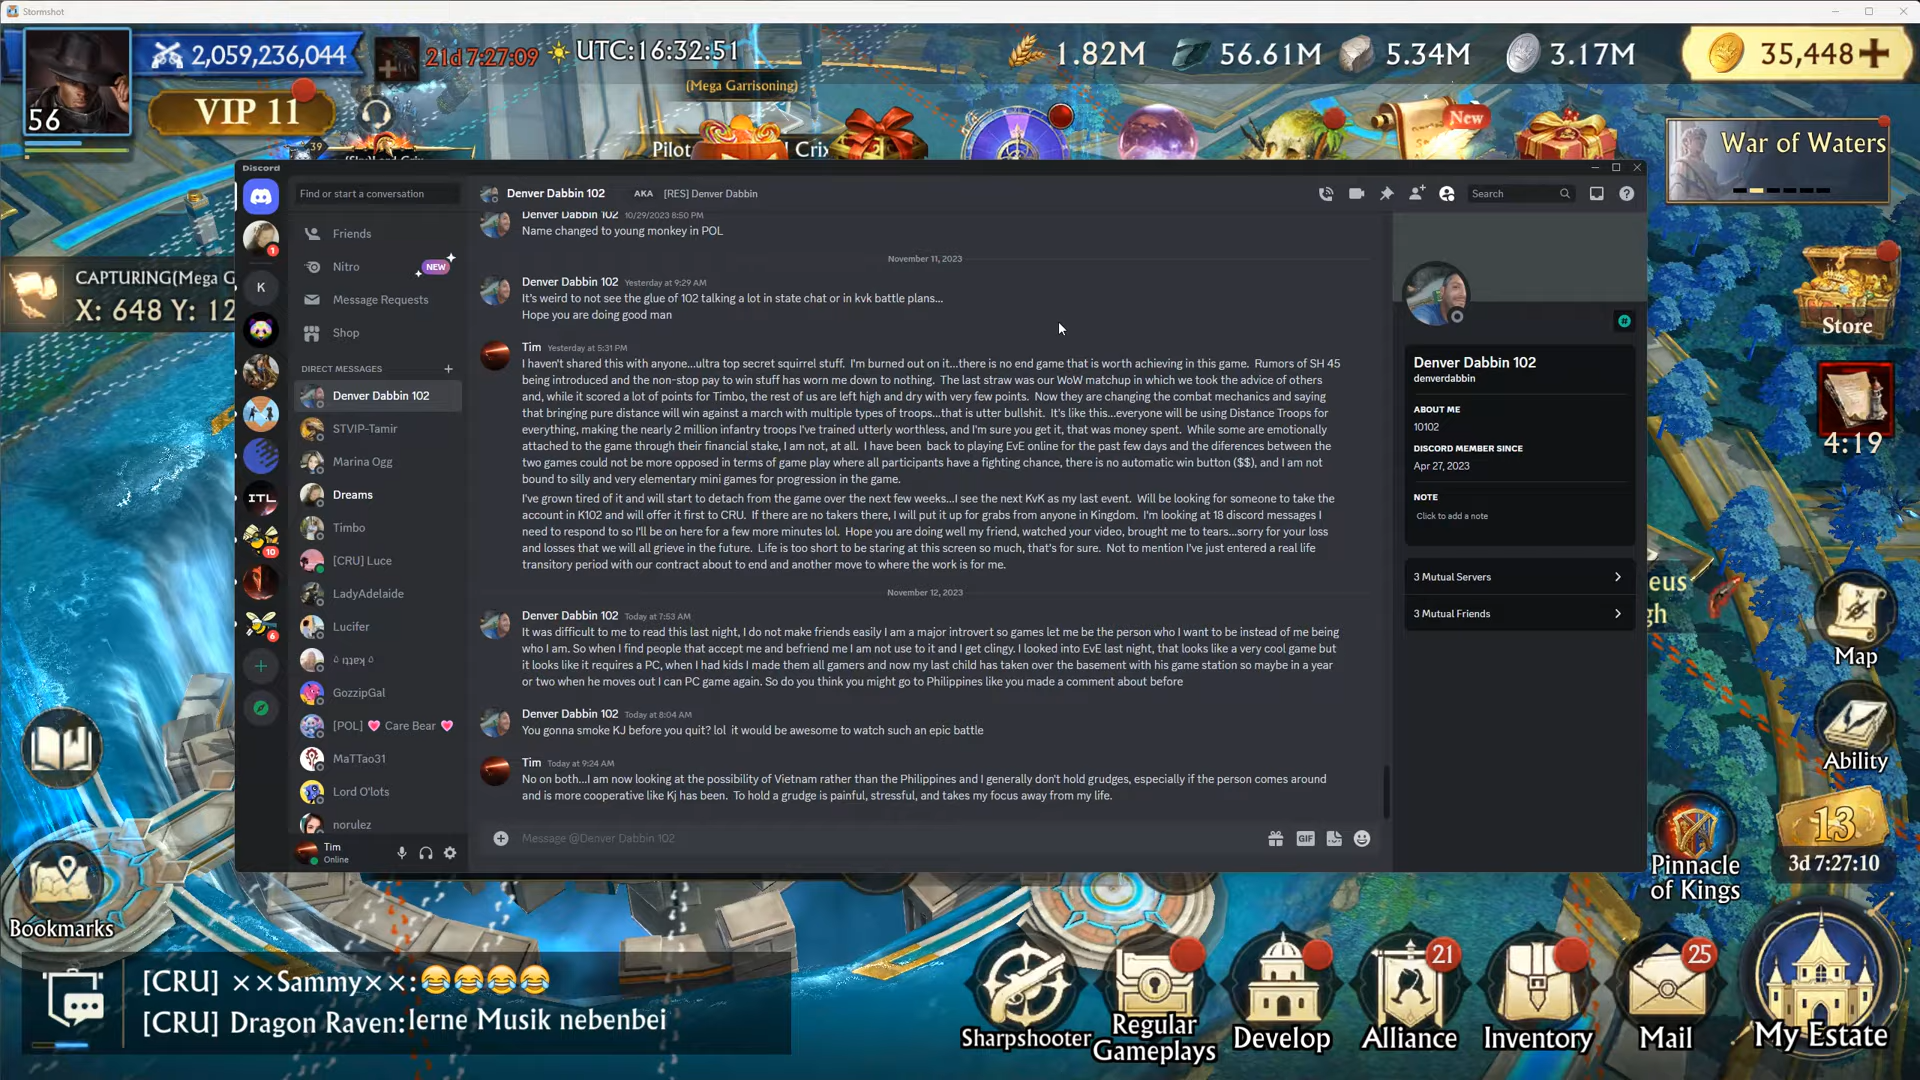 Stormshot
2,059,236,044
21d 7:27:09
UTC:16:32:51
1.82M
56.61M
5.34M
3.17M
35,448
56
VIP 11
(Mega Garrisoning)
New
War of Waters
39
Pilot
Crix
CAPTURING(Mega G
X: 648 Y: 12
Discord
Find or start a conversation
Friends
Nitro
NEW
Message Requests
Shop
DIRECT MESSAGES
Denver Dabbin 102
STVIP-Tamir
Marina Ogg
Dreams
Timbo
[CRU] Luce
LadyAdelaide
Lucifer
GozzipGal
[POL] 💗 Care Bear 💗
MaTTao31
Lord O'lots
norulez
Tim
Online
1
K
ITL
10
6
Denver Dabbin 102
AKA
[RES] Denver Dabbin
Search
Denver Dabbin 102 10/29/2023 8:50 PM
Name changed to young monkey in POL
November 11, 2023
Denver Dabbin 102 Yesterday at 9:29 AM
It's weird to not see the glue of 102 talking a lot in state chat or in kvk battle plans...
Hope you are doing good man
Tim Yesterday at 5:31 PM
I haven't shared this with anyone...ultra top secret squirrel stuff. I'm burned out on it...there is no end game that is worth achieving in this game. Rumors of SH 45
being introduced and the non-stop pay to win stuff has worn me down to nothing. The last straw was our WoW matchup in which we took the advice of others
and, while it scored a lot of points for Timbo, the rest of us are left high and dry with very few points. Now they are changing the combat mechanics and saying
that bringing pure distance will win against a march with multiple types of troops...that is utter bullshit. It's like this...everyone will be using Distance Troops for
everything, making the nearly 2 million infantry troops I've trained utterly worthless, and I'm sure you get it, that was money spent. While some are emotionally
attached to the game through their financial stake, I am not, at all. I have been back to playing EvE online for the past few days and the diferences between the
two games could not be more opposed in terms of game play where all participants have a fighting chance, there is no automatic win button ($$), and I am not
bound to silly and very elementary mini games for progression in the game.
I've grown tired of it and will start to detach from the game over the next few weeks...I see the next KvK as my last event. Will be looking for someone to take the
account in K102 and will offer it first to CRU. If there are no takers there, I will put it up for grabs from anyone in Kingdom. I'm looking at 18 discord messages I
need to respond to so I'll be on here for a few more minutes lol. Hope you are doing well my friend, watched your video, brought me to tears...sorry for your loss
and losses that we will all grieve in the future. Life is too short to be staring at this screen so much, that's for sure. Not to mention I've just entered a real life
transitory period with our contract about to end and another move to where the work is for me.
November 12, 2023
Denver Dabbin 102 Today at 7:53 AM
It was difficult to me to read this last night, I do not make friends easily I am a major introvert so games let me be the person who I want to be instead of me being
who I am. So when I find people that accept me and befriend me I am not use to it and I get clingy. I looked into EvE last night, that looks like a very cool game but
it looks like it requires a PC, when I had kids I made them all gamers and now my last child has taken over the basement with his game station so maybe in a year
or two when he moves out I can PC game again. So do you think you might go to Philippines like you made a comment about before
Denver Dabbin 102 Today at 8:04 AM
You gonna smoke KJ before you quit? lol it would be awesome to watch such an epic battle
Tim Today at 9:24 AM
No on both...I am now looking at the possibility of Vietnam rather than the Philippines and I generally don't hold grudges, especially if the person comes around
and is more cooperative like Kj has been. To hold a grudge is painful, stressful, and takes my focus away from my life.
Message @Denver Dabbin 102
GIF
Denver Dabbin 102
denverdabbin
ABOUT ME
10102
DISCORD MEMBER SINCE
Apr 27, 2023
NOTE
Click to add a note
3 Mutual Servers
3 Mutual Friends
Store
4:19
eus
gh
Map
Ability
13
3d 7:27:10
Pinnacle
of Kings
Bookmarks
[CRU] ××Sammy××:😂😂😂😂
[CRU] Dragon Raven:lerne Musik nebenbei
Sharpshooter
Regular
Gameplays
Develop
21
Alliance
Inventory
25
Mail
My Estate